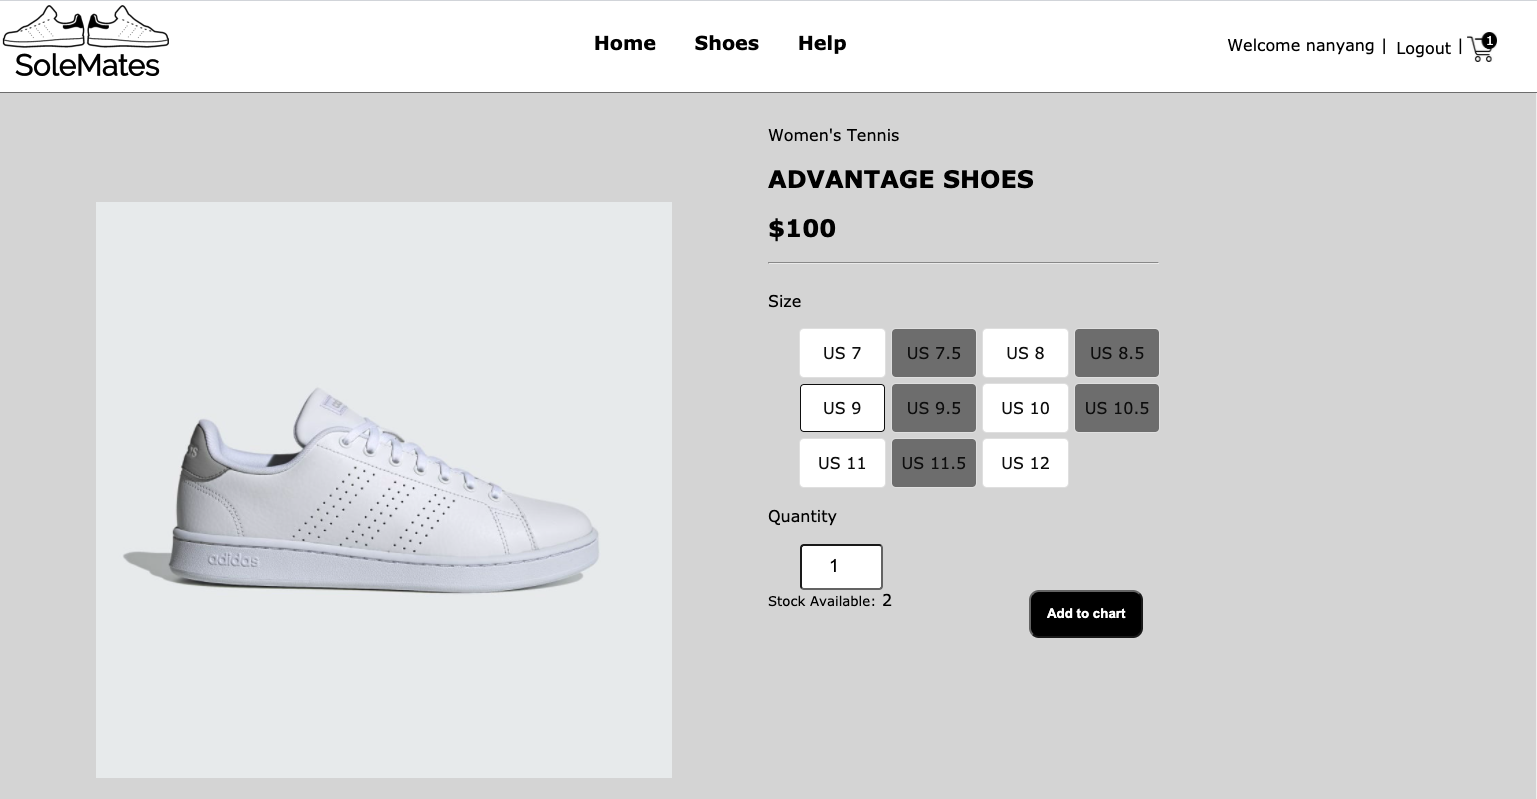 SoleMates
Home Shoes Help
Welcome nanyang | Logout | 1
Women's Tennis
ADVANTAGE SHOES
$100
Size
US 7 US 7.5 US 8 US 8.5
US 9 US 9.5 US 10 US 10.5
US 11 US 11.5 US 12
Quantity
1
Stock Available: 2
Add to chart
adidas